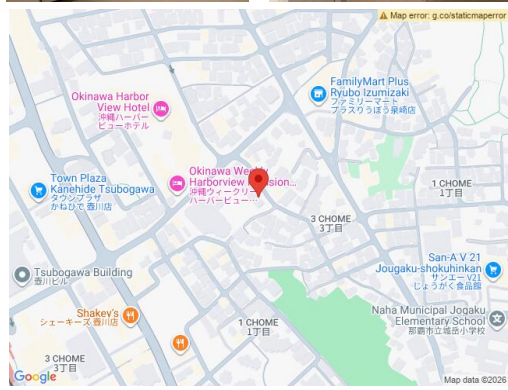 Map error: g.co/staticmaperror
FamilyMart Plus
Ryubo Izumizaki
ファミリーマート
プラスりうぼう泉崎店
Okinawa Harbor
View Hotel
沖縄ハーバー
ビューホテル
Town Plaza
Kanehide Tsubogawa
タウンプラザ
かねひで 壺川店
Okinawa
沖縄ウィークリー
ハーバービュー…
1 CHOME
1丁目
3 CHOME
3丁目
San-A V 21
Jougaku-shokuhinkan
サンエー V21
じょうがく食品館
Tsubogawa Building
壺川ビル
Shakey's
シェーキーズ 壺川店
Naha Municipal Jogaku
Elementary School
那覇市立城岳小学校
1 CHOME
1丁目
3 CHOME
3丁目
Google
Map data ©2026